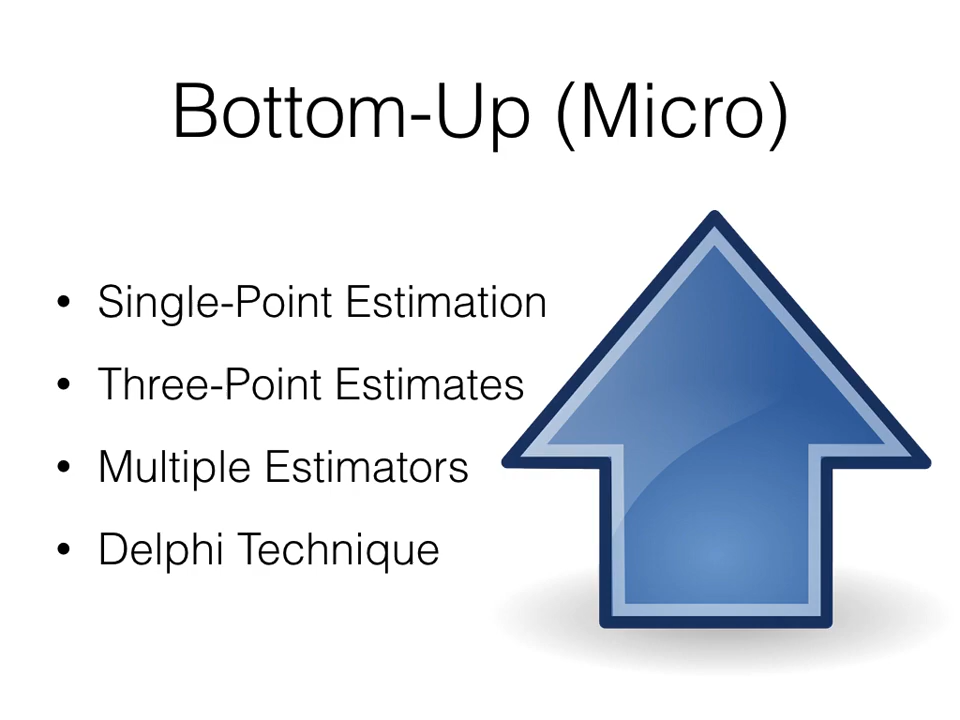 Bottom-Up (Micro)
• Single-Point Estimation
• Three-Point Estimates
• Multiple Estimators
• Delphi Technique